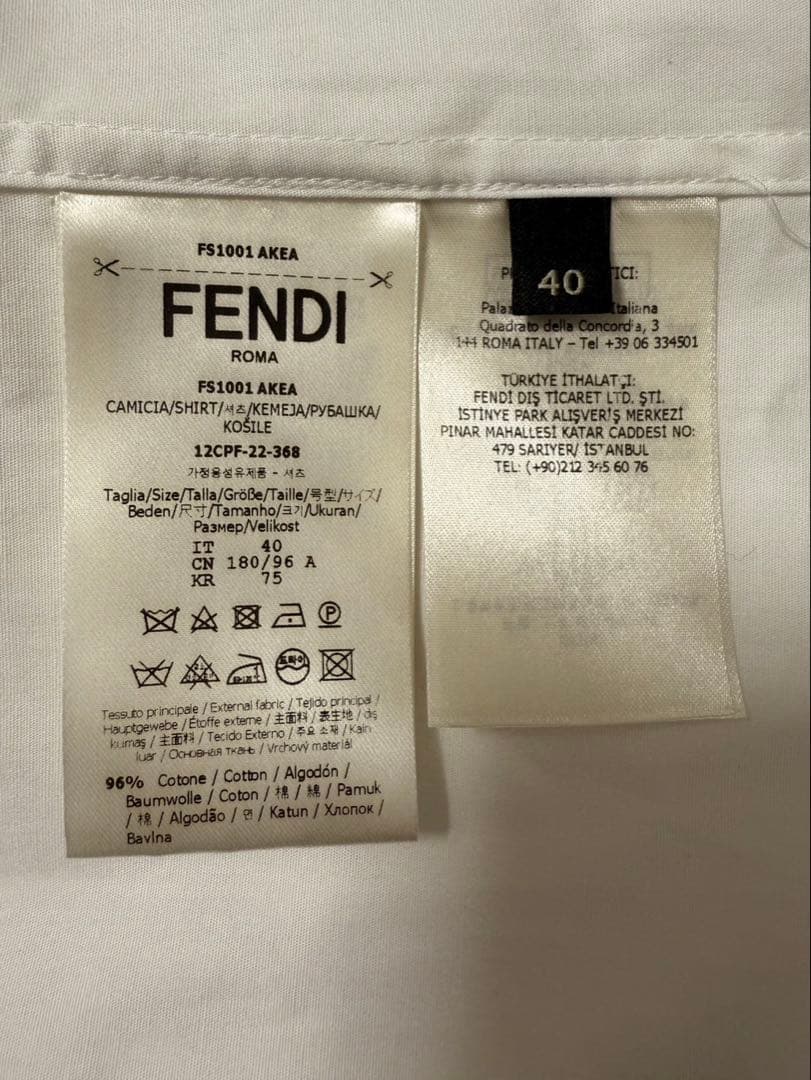 FS1001 AKEA
FENDI
ROMA
FS1001 AKEA
CAMICIA/SHIRT/셔츠/KEMEJA/РУБАШКА/
KOŞILE
12CPF-22-368
가정용섬유제품 - 셔츠
Taglia/Size/Talla/Größe/Taille/号型/サイズ/
Beden/尺寸/Tamanho/크기/Ukuran/
Размер/Velikost
IT 40
CN 180/96 A
KR 75
P
드라이
Tessuto principale / External fabric / Tejido principal /
Hauptgewebe / Étoffe externe / 主面料 / 表生地 / dış
kumaş / 主面料 / Tecido Externo / 주요 소재 / Kain
luar / Основная ткань / Vrchový materiál
96% Cotone / Cotton / Algodón /
Baumwolle / Coton / 棉 / 綿 / Pamuk
/ 棉 / Algodão / 면 / Katun / Хлопок /
Bavlna
40
Italiana
Quadrato della Concordia, 3
ROMA ITALY – Tel +39 06 334501
TÜRKİYE İTHALATÇI:
FENDI DIŞ TİCARET LTD. ŞTİ.
İSTİNYE PARK ALIŞVERİŞ MERKEZİ
PINAR MAHALLESİ KATAR CADDESİ NO:
479 SARIYER/ İSTANBUL
TEL: (+90)212 345 60 76